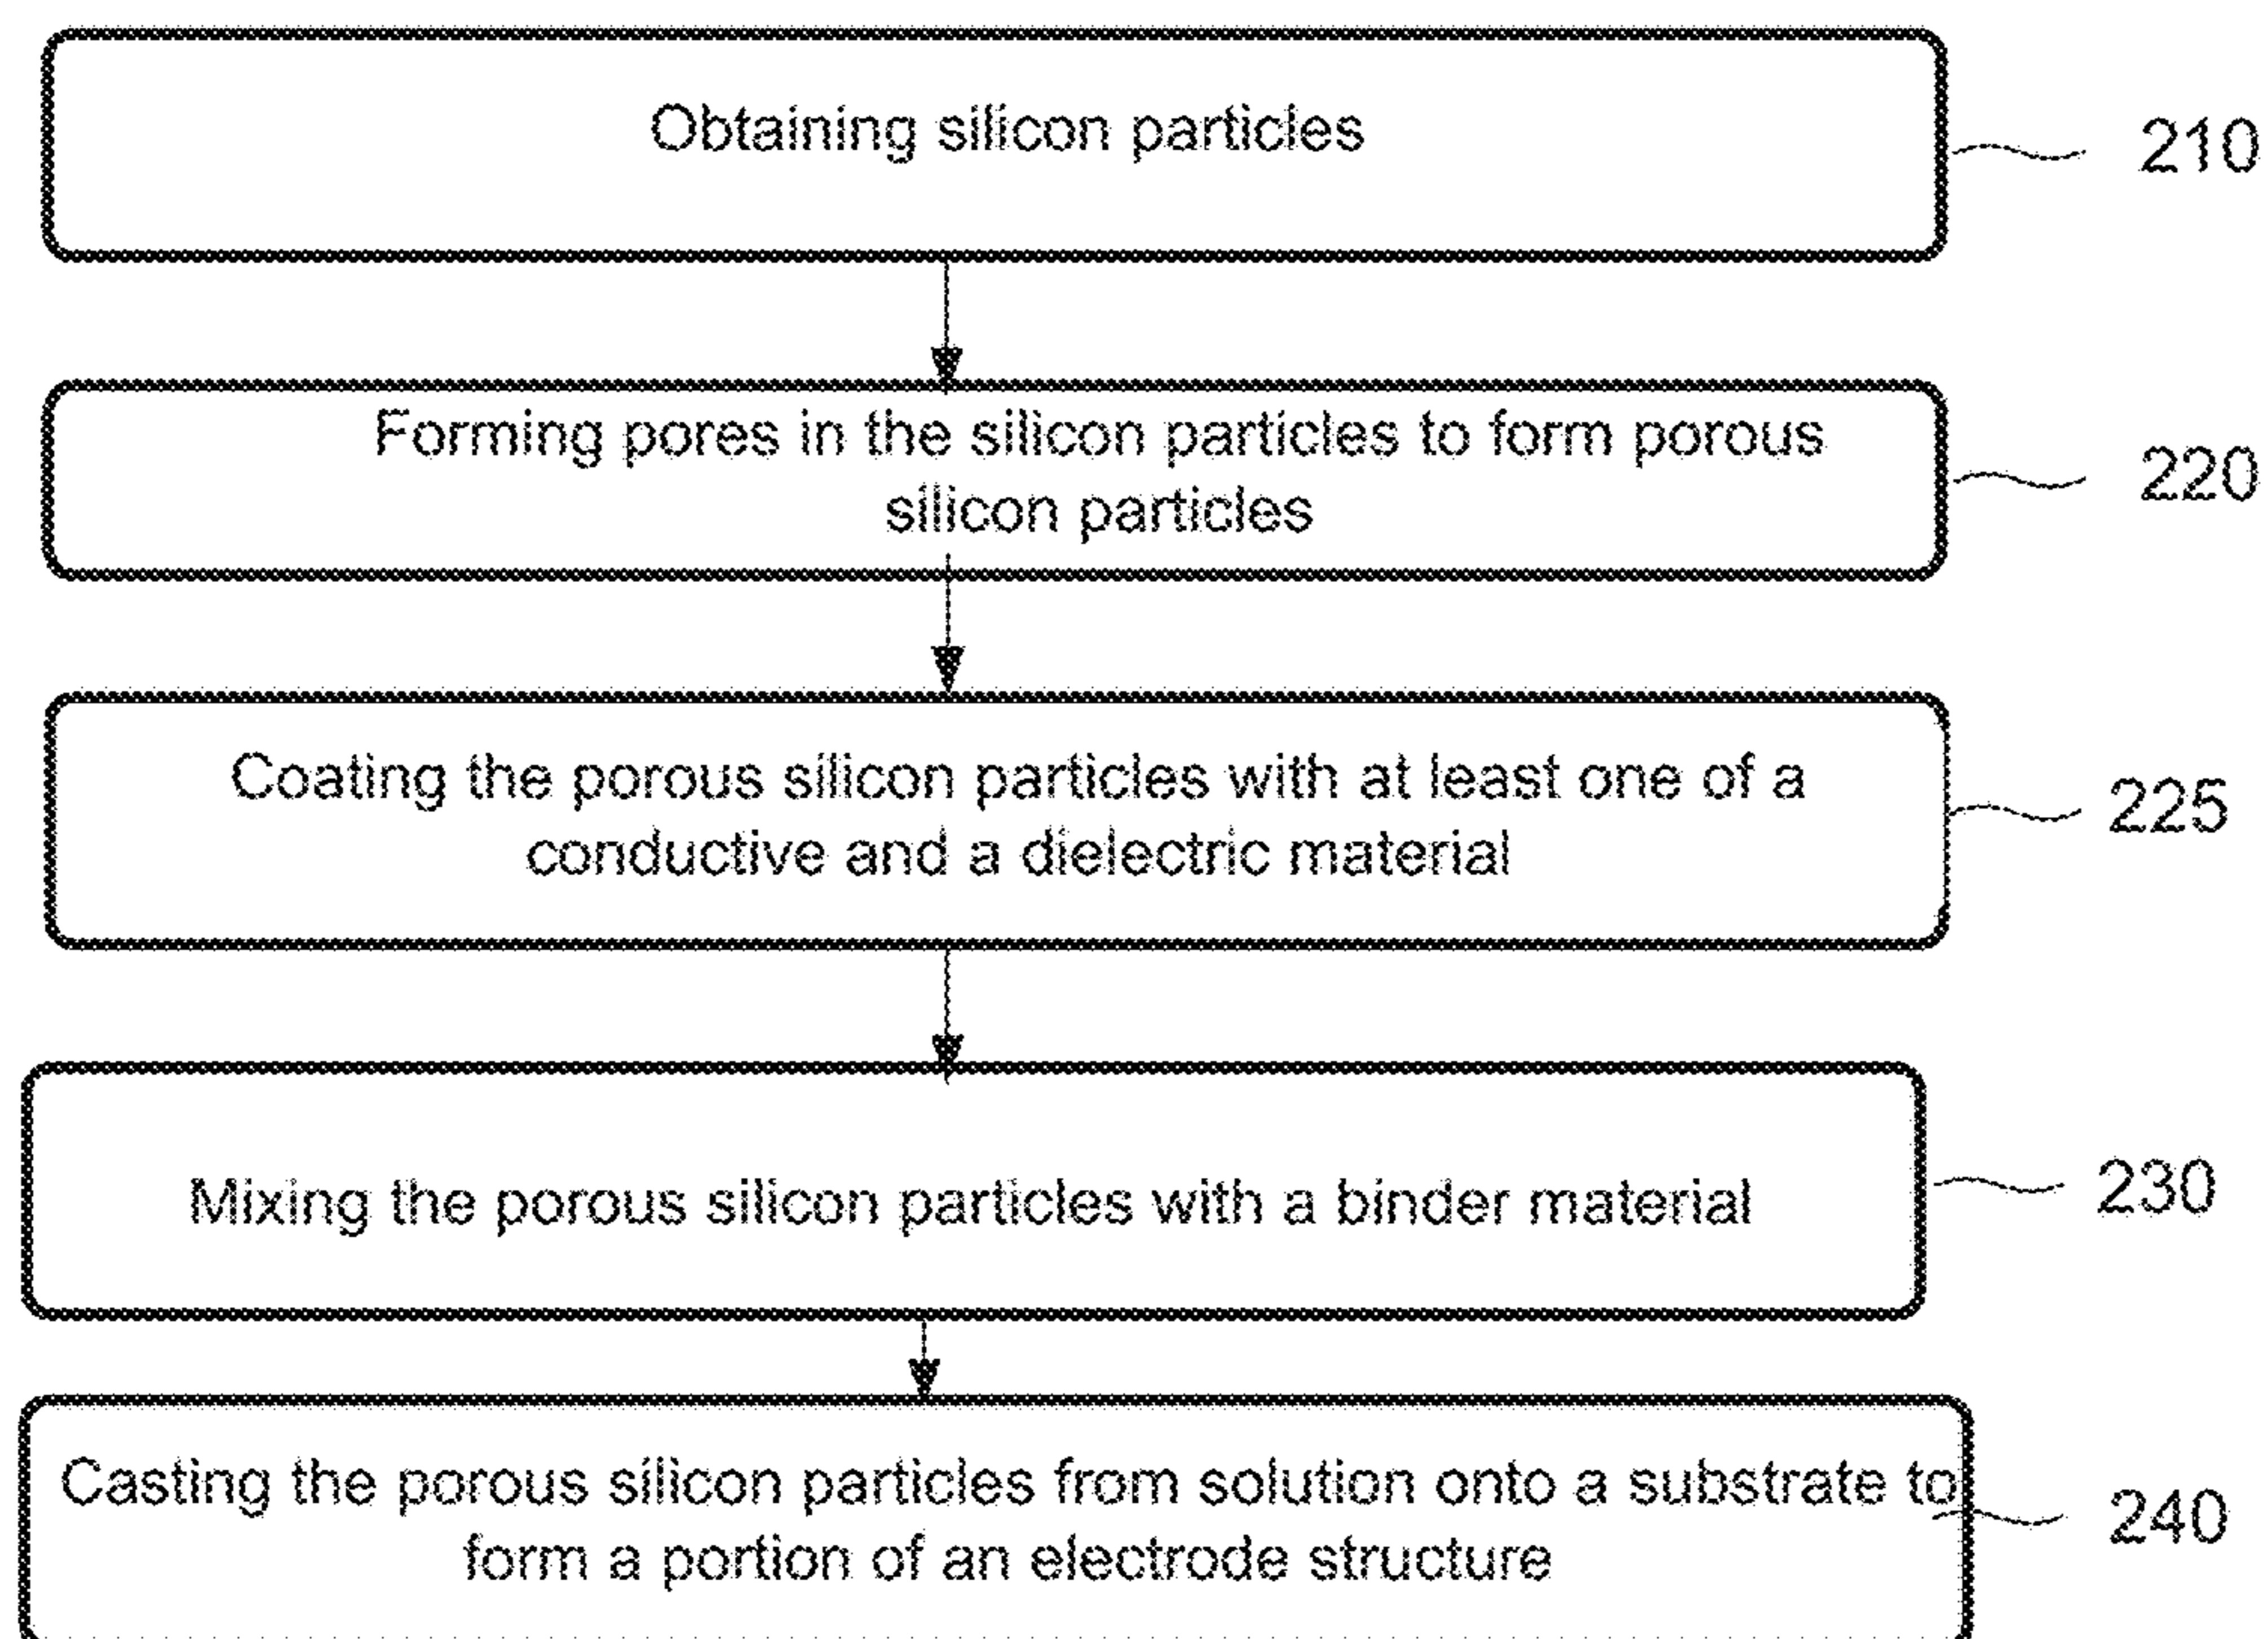 Obtaining silicon particles
210
Forming pores in the silicon particles to form porous
silicon particles
220
Coating the porous silicon particles with at least one of a
conductive and a dielectric material
225
Mixing the porous silicon particles with a binder material
230
Casting the porous silicon particles from solution onto a substrate to
form a portion of an electrode structure
240